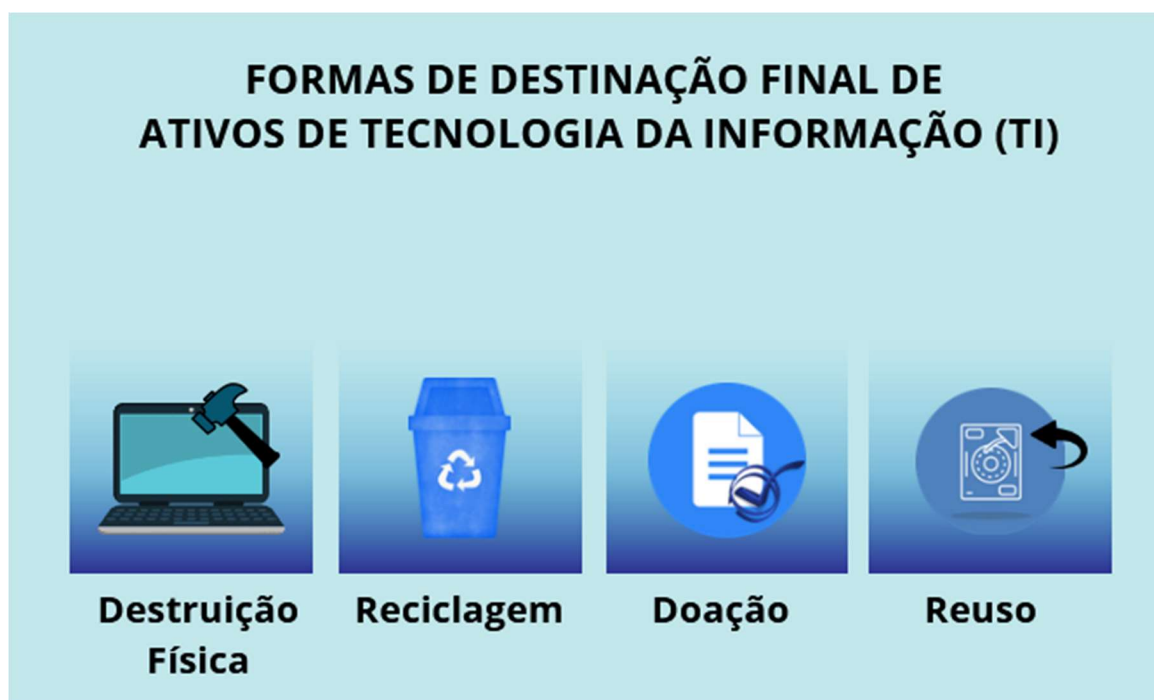 FORMAS DE DESTINAÇÃO FINAL DE
ATIVOS DE TECNOLOGIA DA INFORMAÇÃO (TI)
Destruição
Física
Reciclagem
Doação
Reuso